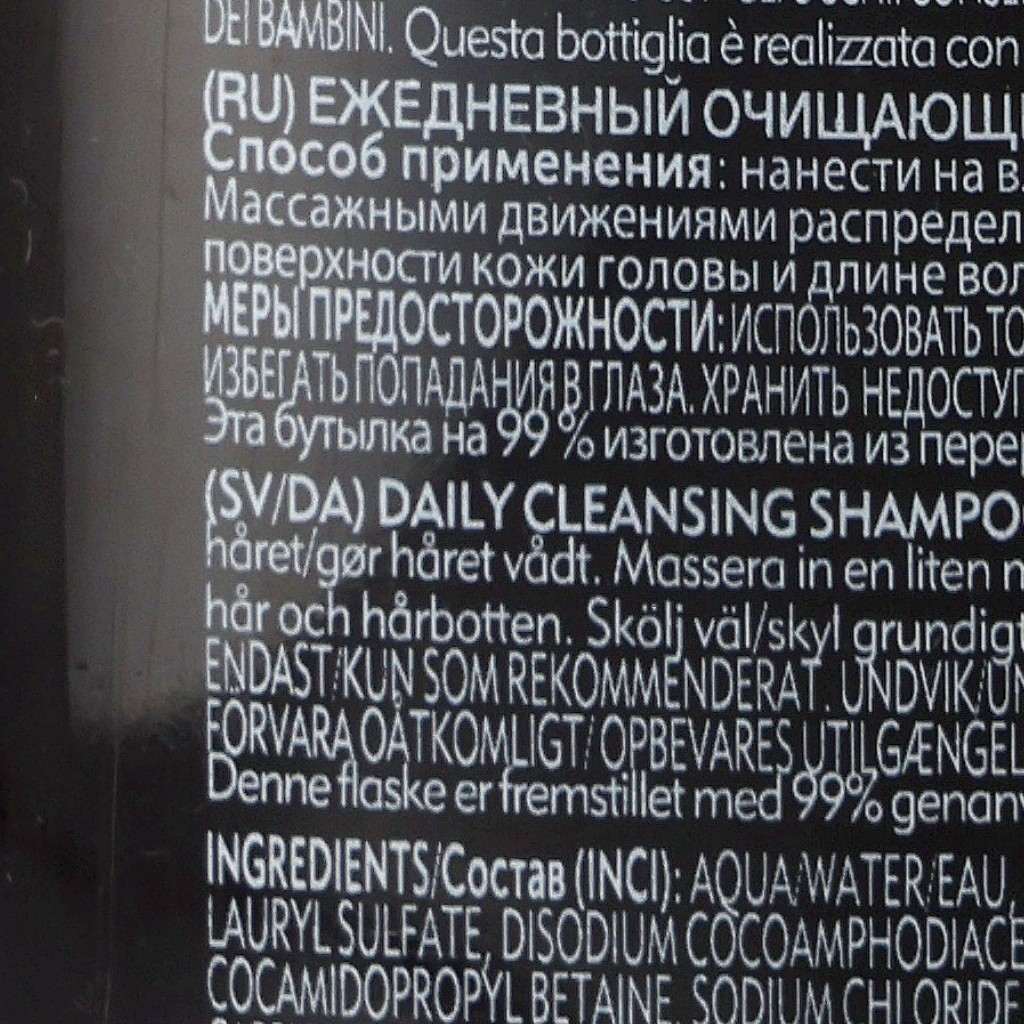 DEI BAMBINI. Questa bottiglia è realizzata con
(RU) ЕЖЕДНЕВНЫЙ ОЧИЩАЮЩ
Способ применения: нанести на в
Массажными движениями распредел
поверхности кожи головы и длине вол
МЕРЫ ПРЕДОСТОРОЖНОСТИ: ИСПОЛЬЗОВАТЬ ТО
ИЗБЕГАТЬ ПОПАДАНИЯ В ГЛАЗА. ХРАНИТЬ НЕДОСТУП
Эта бутылка на 99 % изготовлена из пере
(SV/DA) DAILY CLEANSING SHAMPO
håret/gør håret vådt. Massera in en liten
hår och hårbotten. Skölj väl/skyl grundigt
ENDAST/KUN SOM REKOMMENDERAT. UNDVIK/UN
FÖRVARA OÅTKOMLIGT/OPBEVARES UTILGÆNGEL
Denne flaske er fremstillet med 99% genanv
INGREDIENTS/Состав (INCI): AQUA/WATER/EAU,
LAURYL SULFATE, DISODIUM COCOAMPHODIACE
COCAMIDOPROPYL BETAINE, SODIUM CHLORIDE